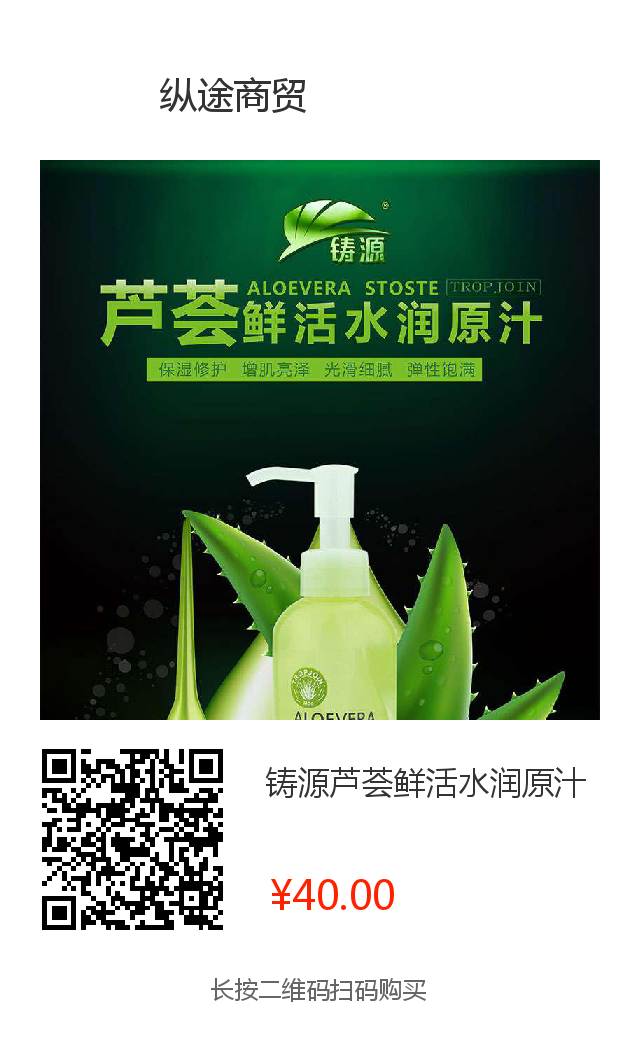 纵途商贸
®
铸源
芦荟 ALOEVERA STOSTE TROP.JOIN
鲜活水润原汁
保湿修护 增肌亮泽 光滑细腻 弹性饱满
TROPJOIN
ALOEVERA
铸源芦荟鲜活水润原汁
¥40.00
长按二维码扫码购买